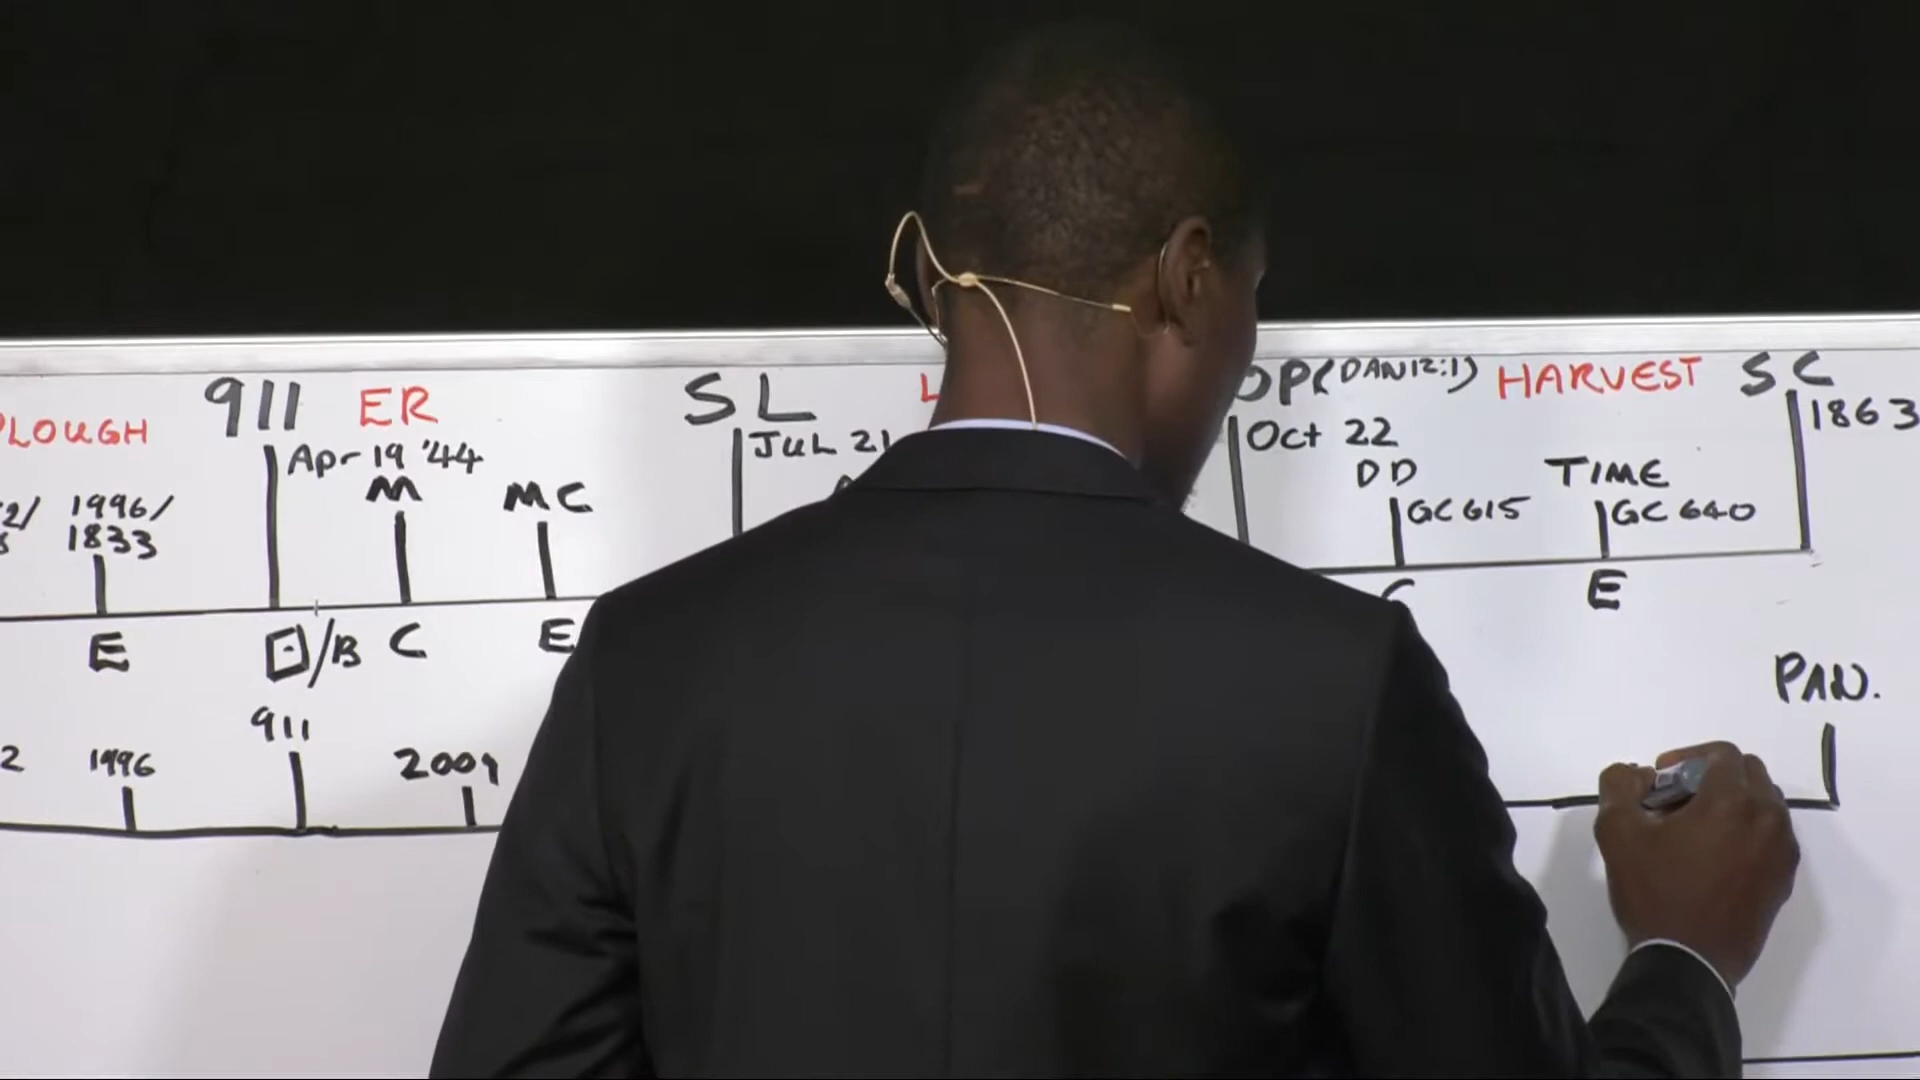 911 ER SL L OP(DAN12:1) HARVEST SC
PLOUGH Apr 19 '44 JUL 21 Oct 22 1863
M MC DD TIME
2/ 1996/ GC 615 GC 640
1833
E ⊡/B C E C E
911 PAN.
2 1996 2009